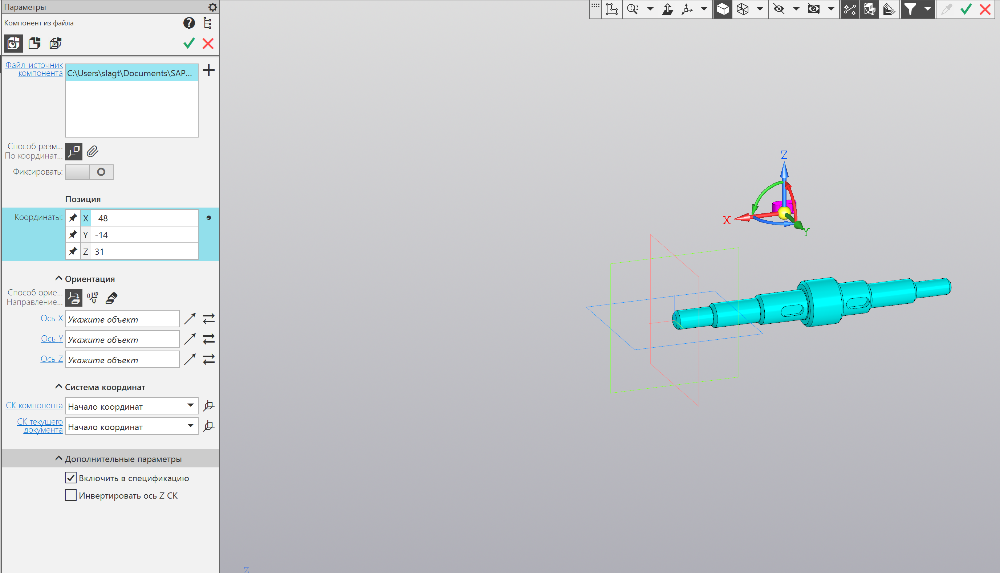 Параметры
Компонент из файла
Файл-источник
компонента
C:\Users\slagt\Documents\SAP...
Способ разм...
По координат...
Фиксировать:
Позиция
Координаты:
X -48
Y -14
Z 31
Ориентация
Способ орие...
Направление...
θ φ ψ
Ось X Укажите объект
Ось Y Укажите объект
Ось Z Укажите объект
Система координат
СК компонента Начало координат
СК текущего
документа
Начало координат
Дополнительные параметры
Включить в спецификацию
Инвертировать ось Z СК
Z
X
Y
Z